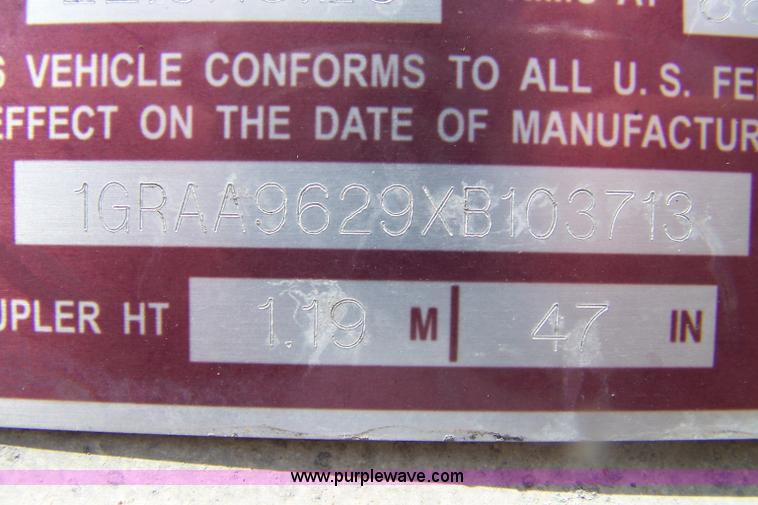 S VEHICLE CONFORMS TO ALL U.S. FE
EFFECT ON THE DATE OF MANUFACTUR
1GRAA9629XB103713
UPLER HT 1.19 M 47 IN
www.purplewave.com